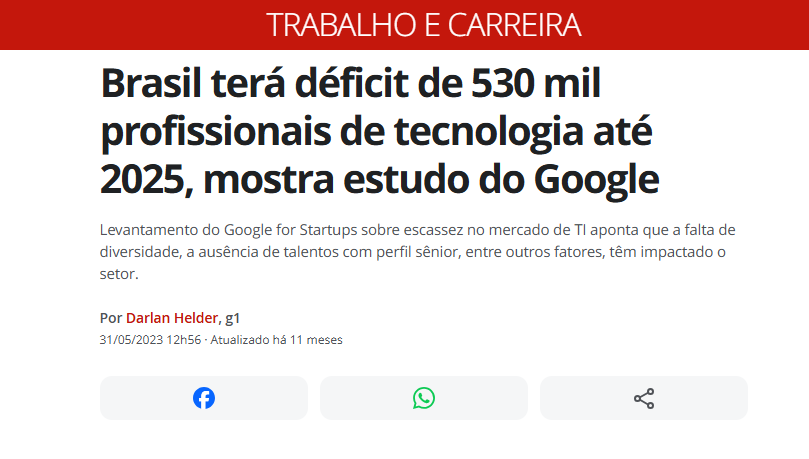 TRABALHO E CARREIRA
Brasil terá déficit de 530 mil
profissionais de tecnologia até
2025, mostra estudo do Google
Levantamento do Google for Startups sobre escassez no mercado de TI aponta que a falta de
diversidade, a ausência de talentos com perfil sênior, entre outros fatores, têm impactado o
setor.
Por Darlan Helder, g1
31/05/2023 12h56 · Atualizado há 11 meses